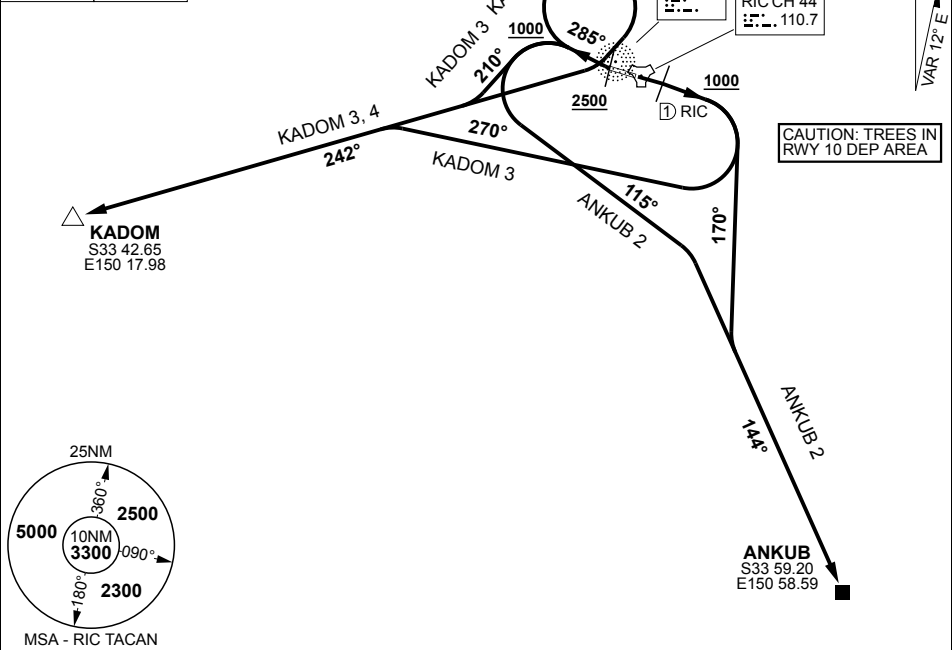 RIC CH 44
110.7
VAR 12° E
KADOM 3
1000
285°
210°
2500
1000
1 RIC
CAUTION: TREES IN
RWY 10 DEP AREA
KADOM 3, 4
242°
270°
KADOM 3
115°
ANKUB 2
170°
KADOM
S33 42.65
E150 17.98
ANKUB 2
144°
ANKUB
S33 59.20
E150 58.59
25NM
360°
5000
2500
10NM
3300
090°
180°
2300
MSA - RIC TACAN